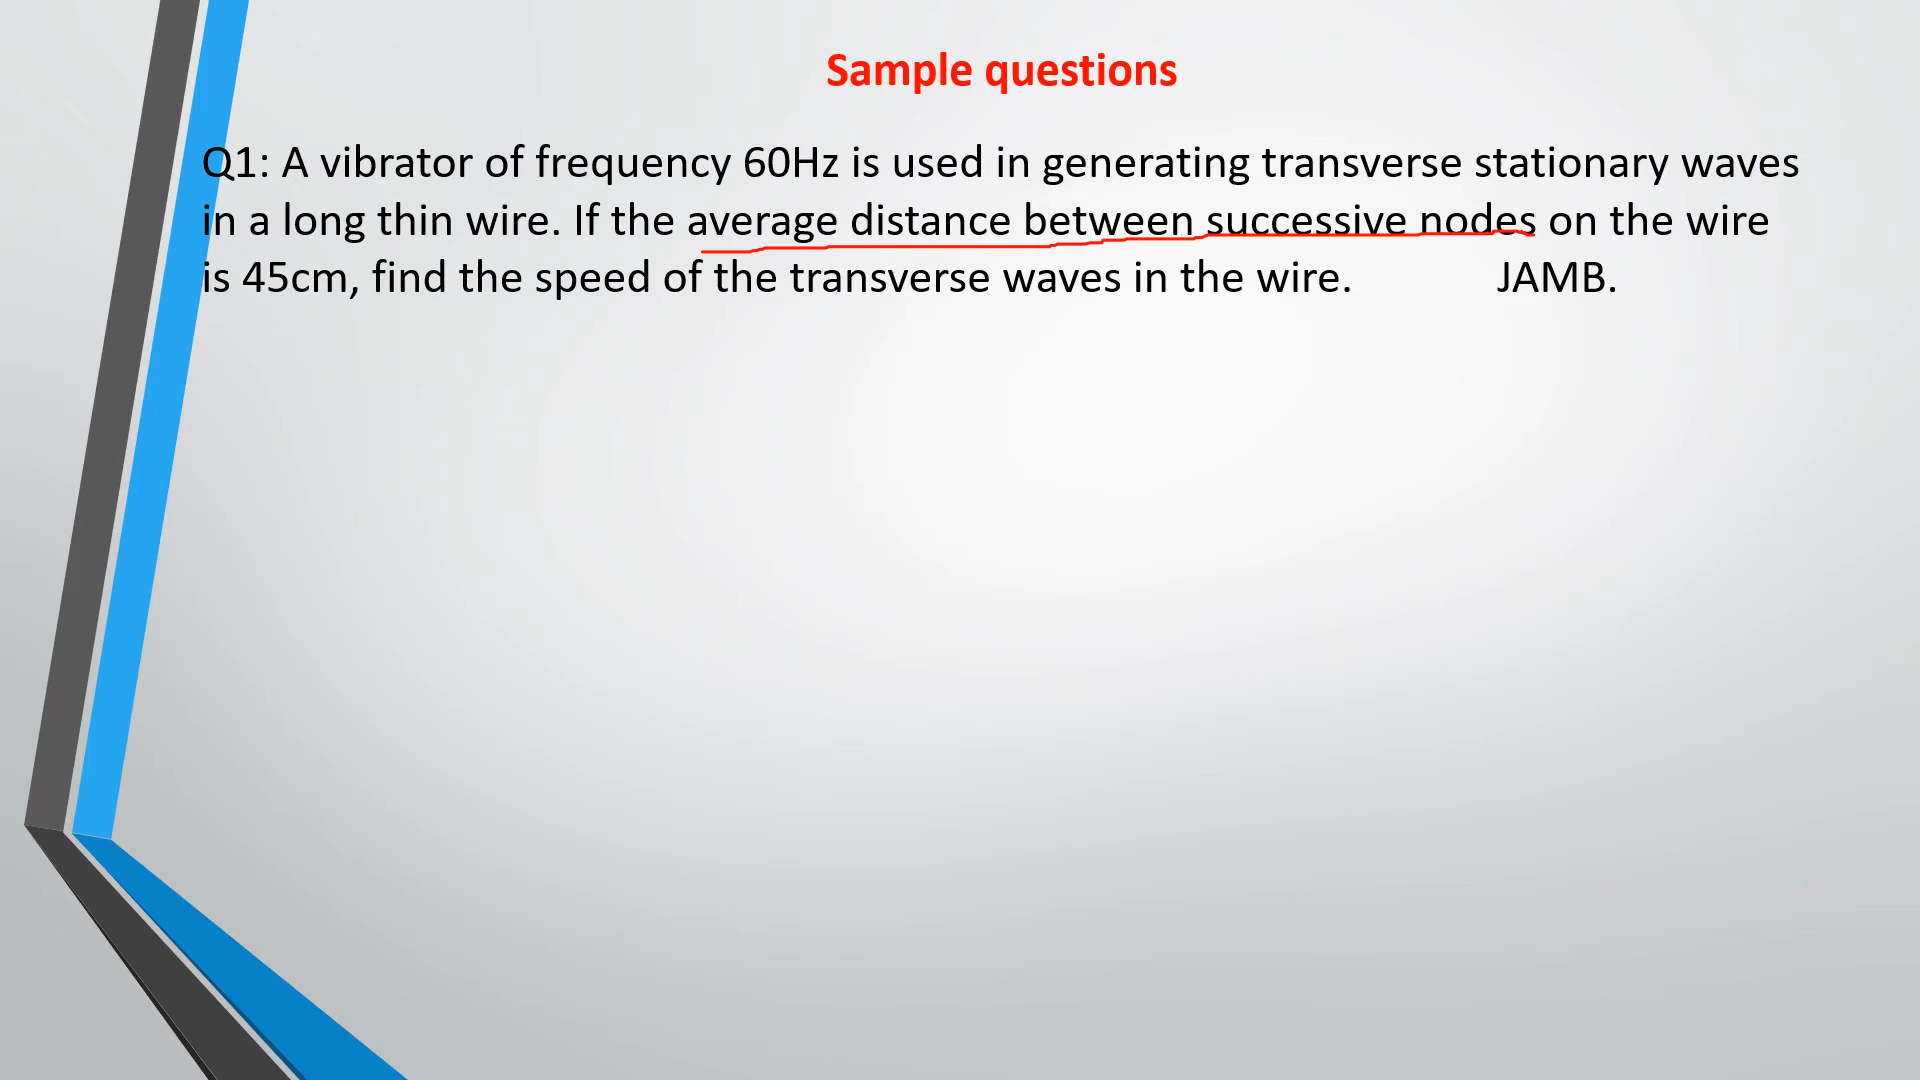 Sample questions
Q1: A vibrator of frequency 60Hz is used in generating transverse stationary waves
in a long thin wire. If the average distance between successive nodes on the wire
is 45cm, find the speed of the transverse waves in the wire. JAMB.